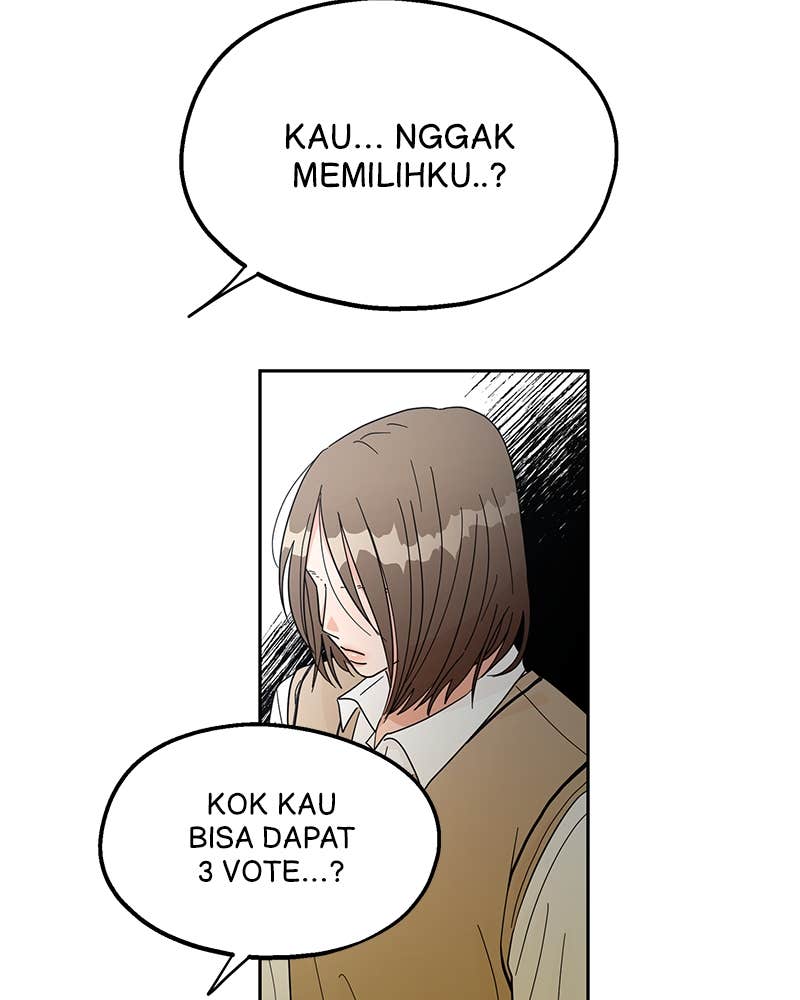 KAU... NGGAK
MEMILIHKU..?
KOK KAU
BISA DAPAT
3 VOTE...?